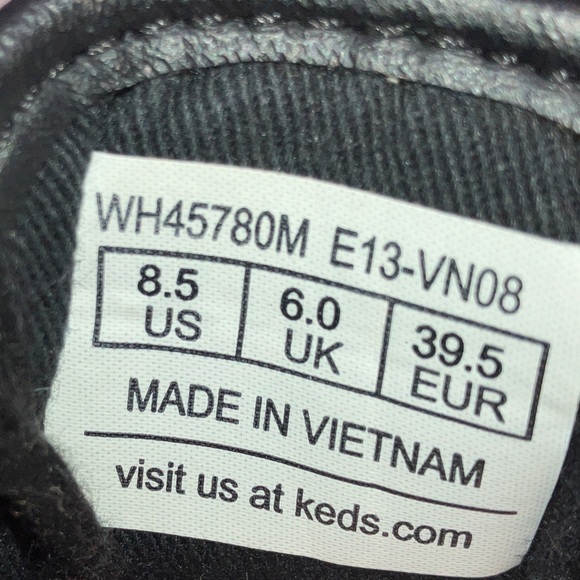 WH45780M E13-VN08
8.5 6.0 39.5
US UK EUR
MADE IN VIETNAM
visit us at keds.com